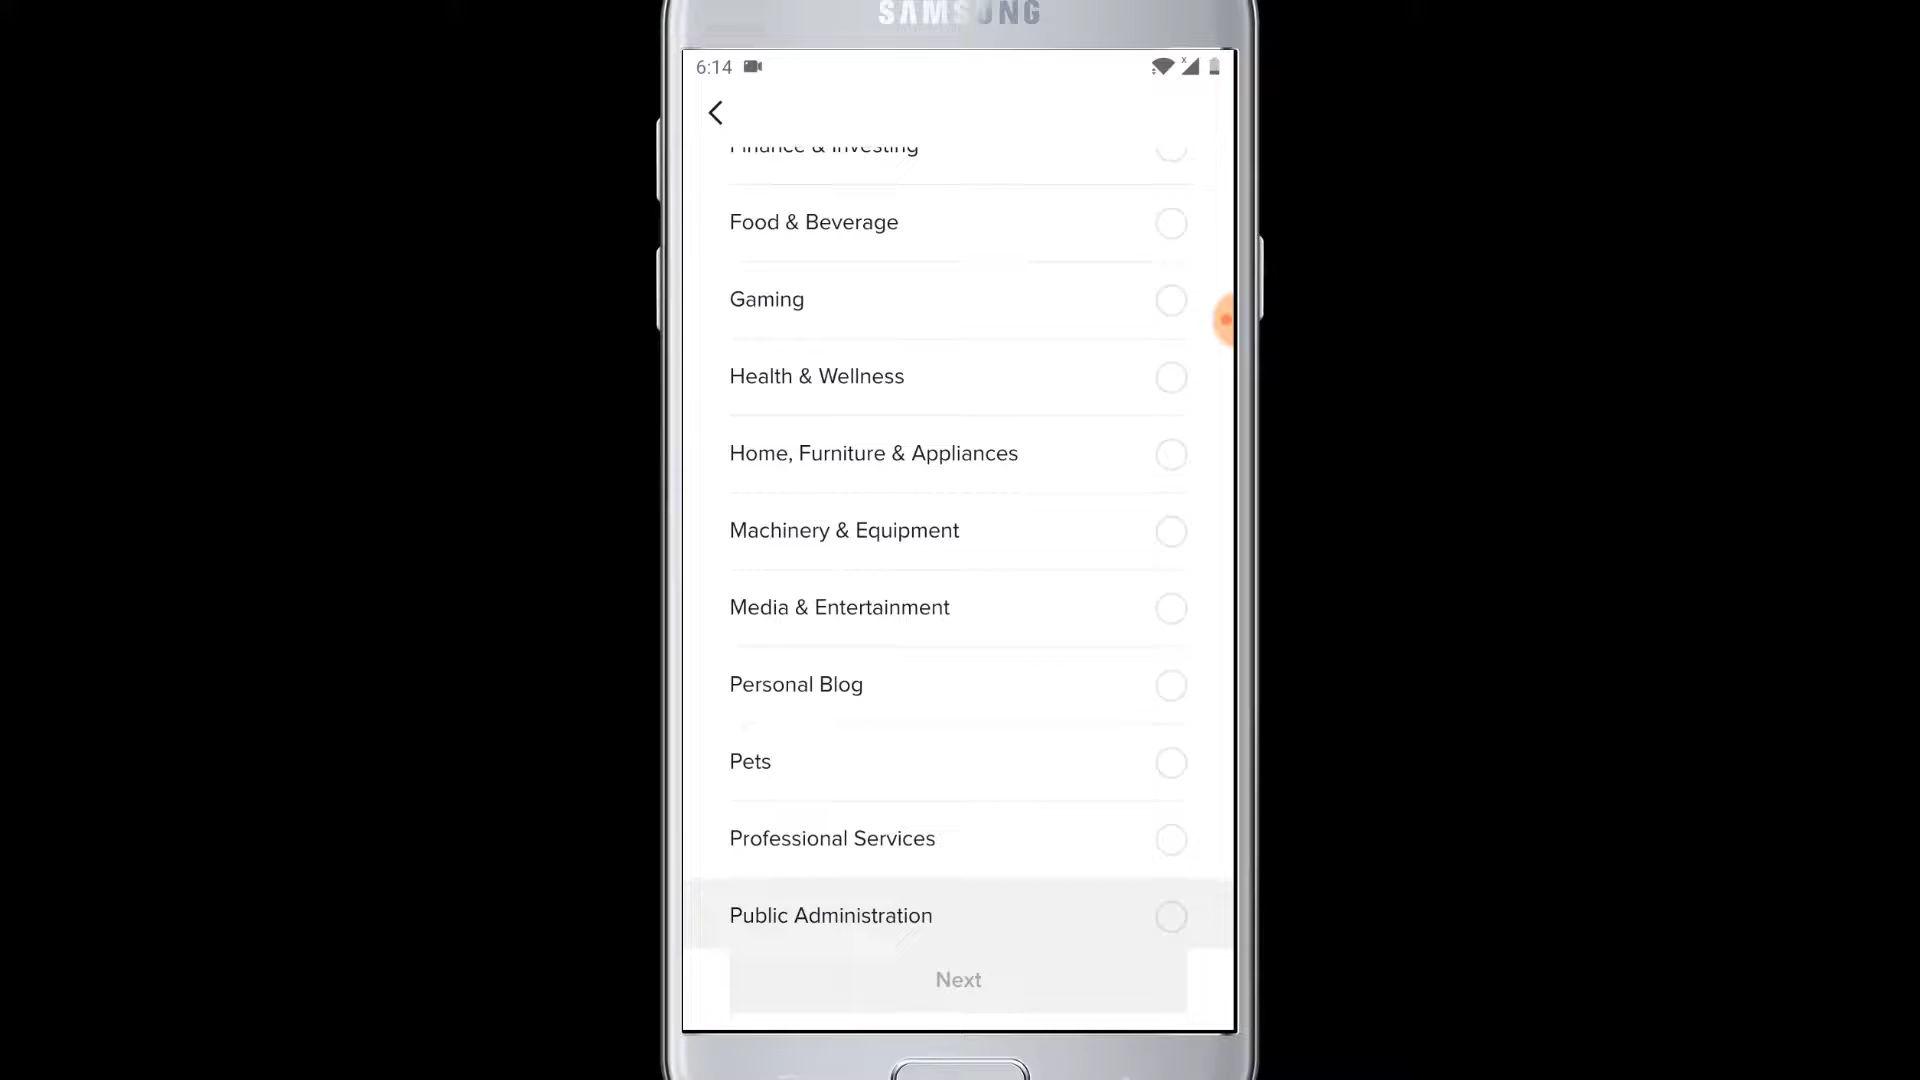 SAMSUNG
6:14
Finance & Investing
Food & Beverage
Gaming
Health & Wellness
Home, Furniture & Appliances
Machinery & Equipment
Media & Entertainment
Personal Blog
Pets
Professional Services
Public Administration
Next